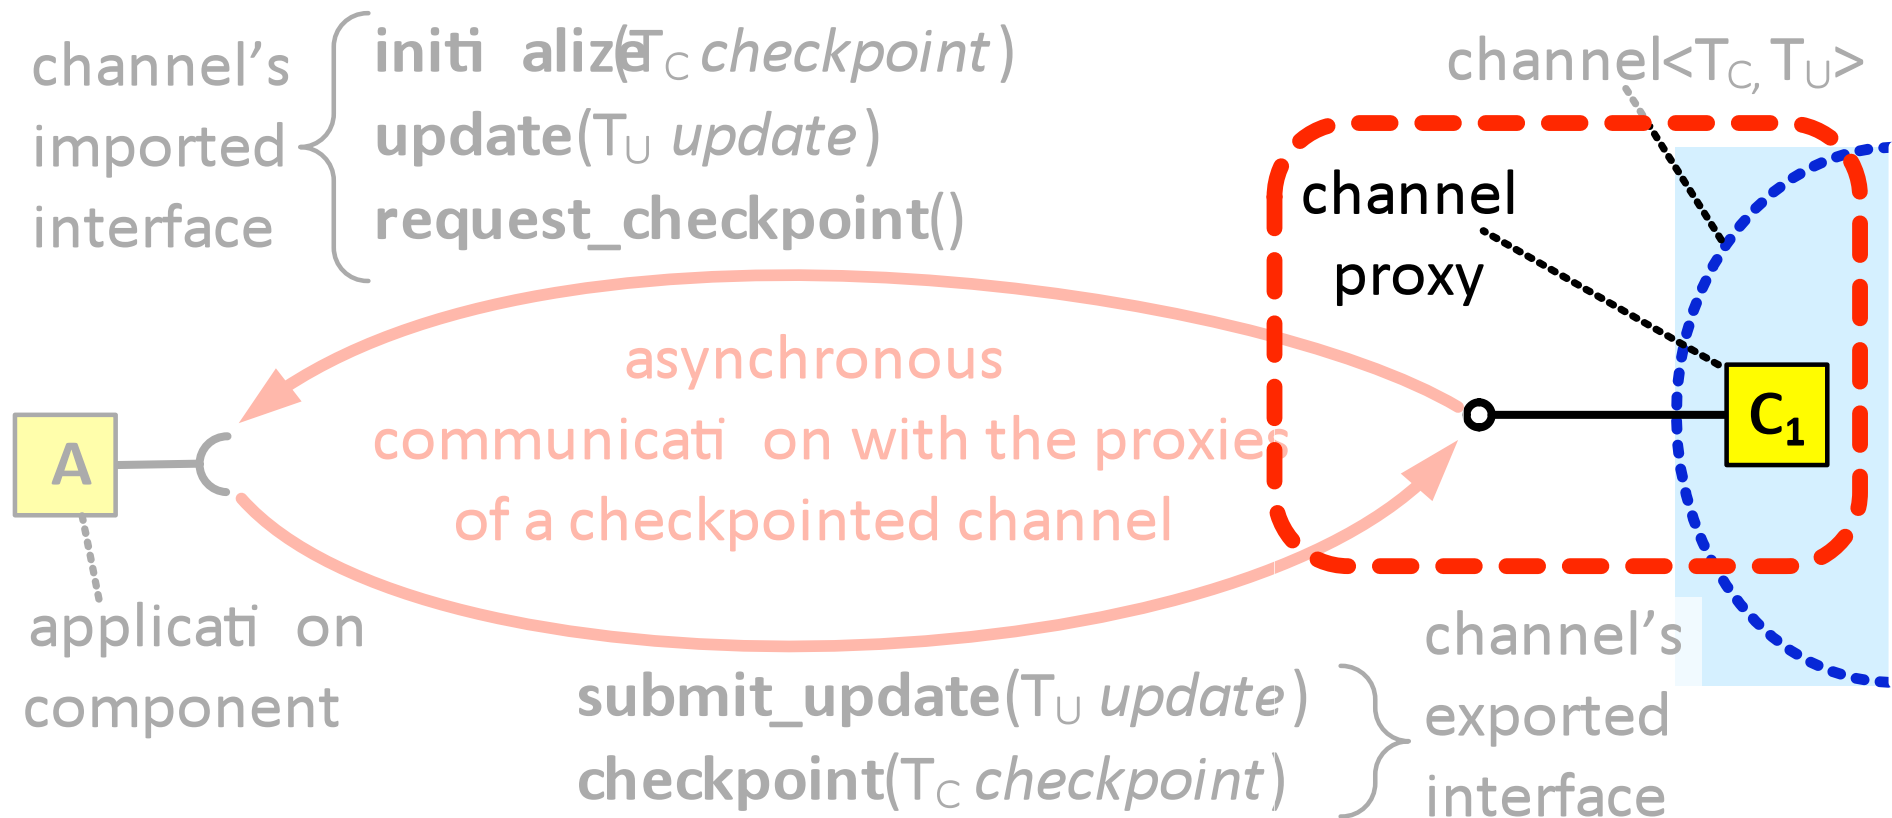 channel's
imported
interface
initi alize(TC checkpoint)
update(TU update)
request_checkpoint()
channel<TC, TU>
channel
proxy
asynchronous
communicati on with the proxies
of a checkpointed channel
A
C1
applicati on
component
submit_update(TU update)
checkpoint(TC checkpoint)
channel's
exported
interface